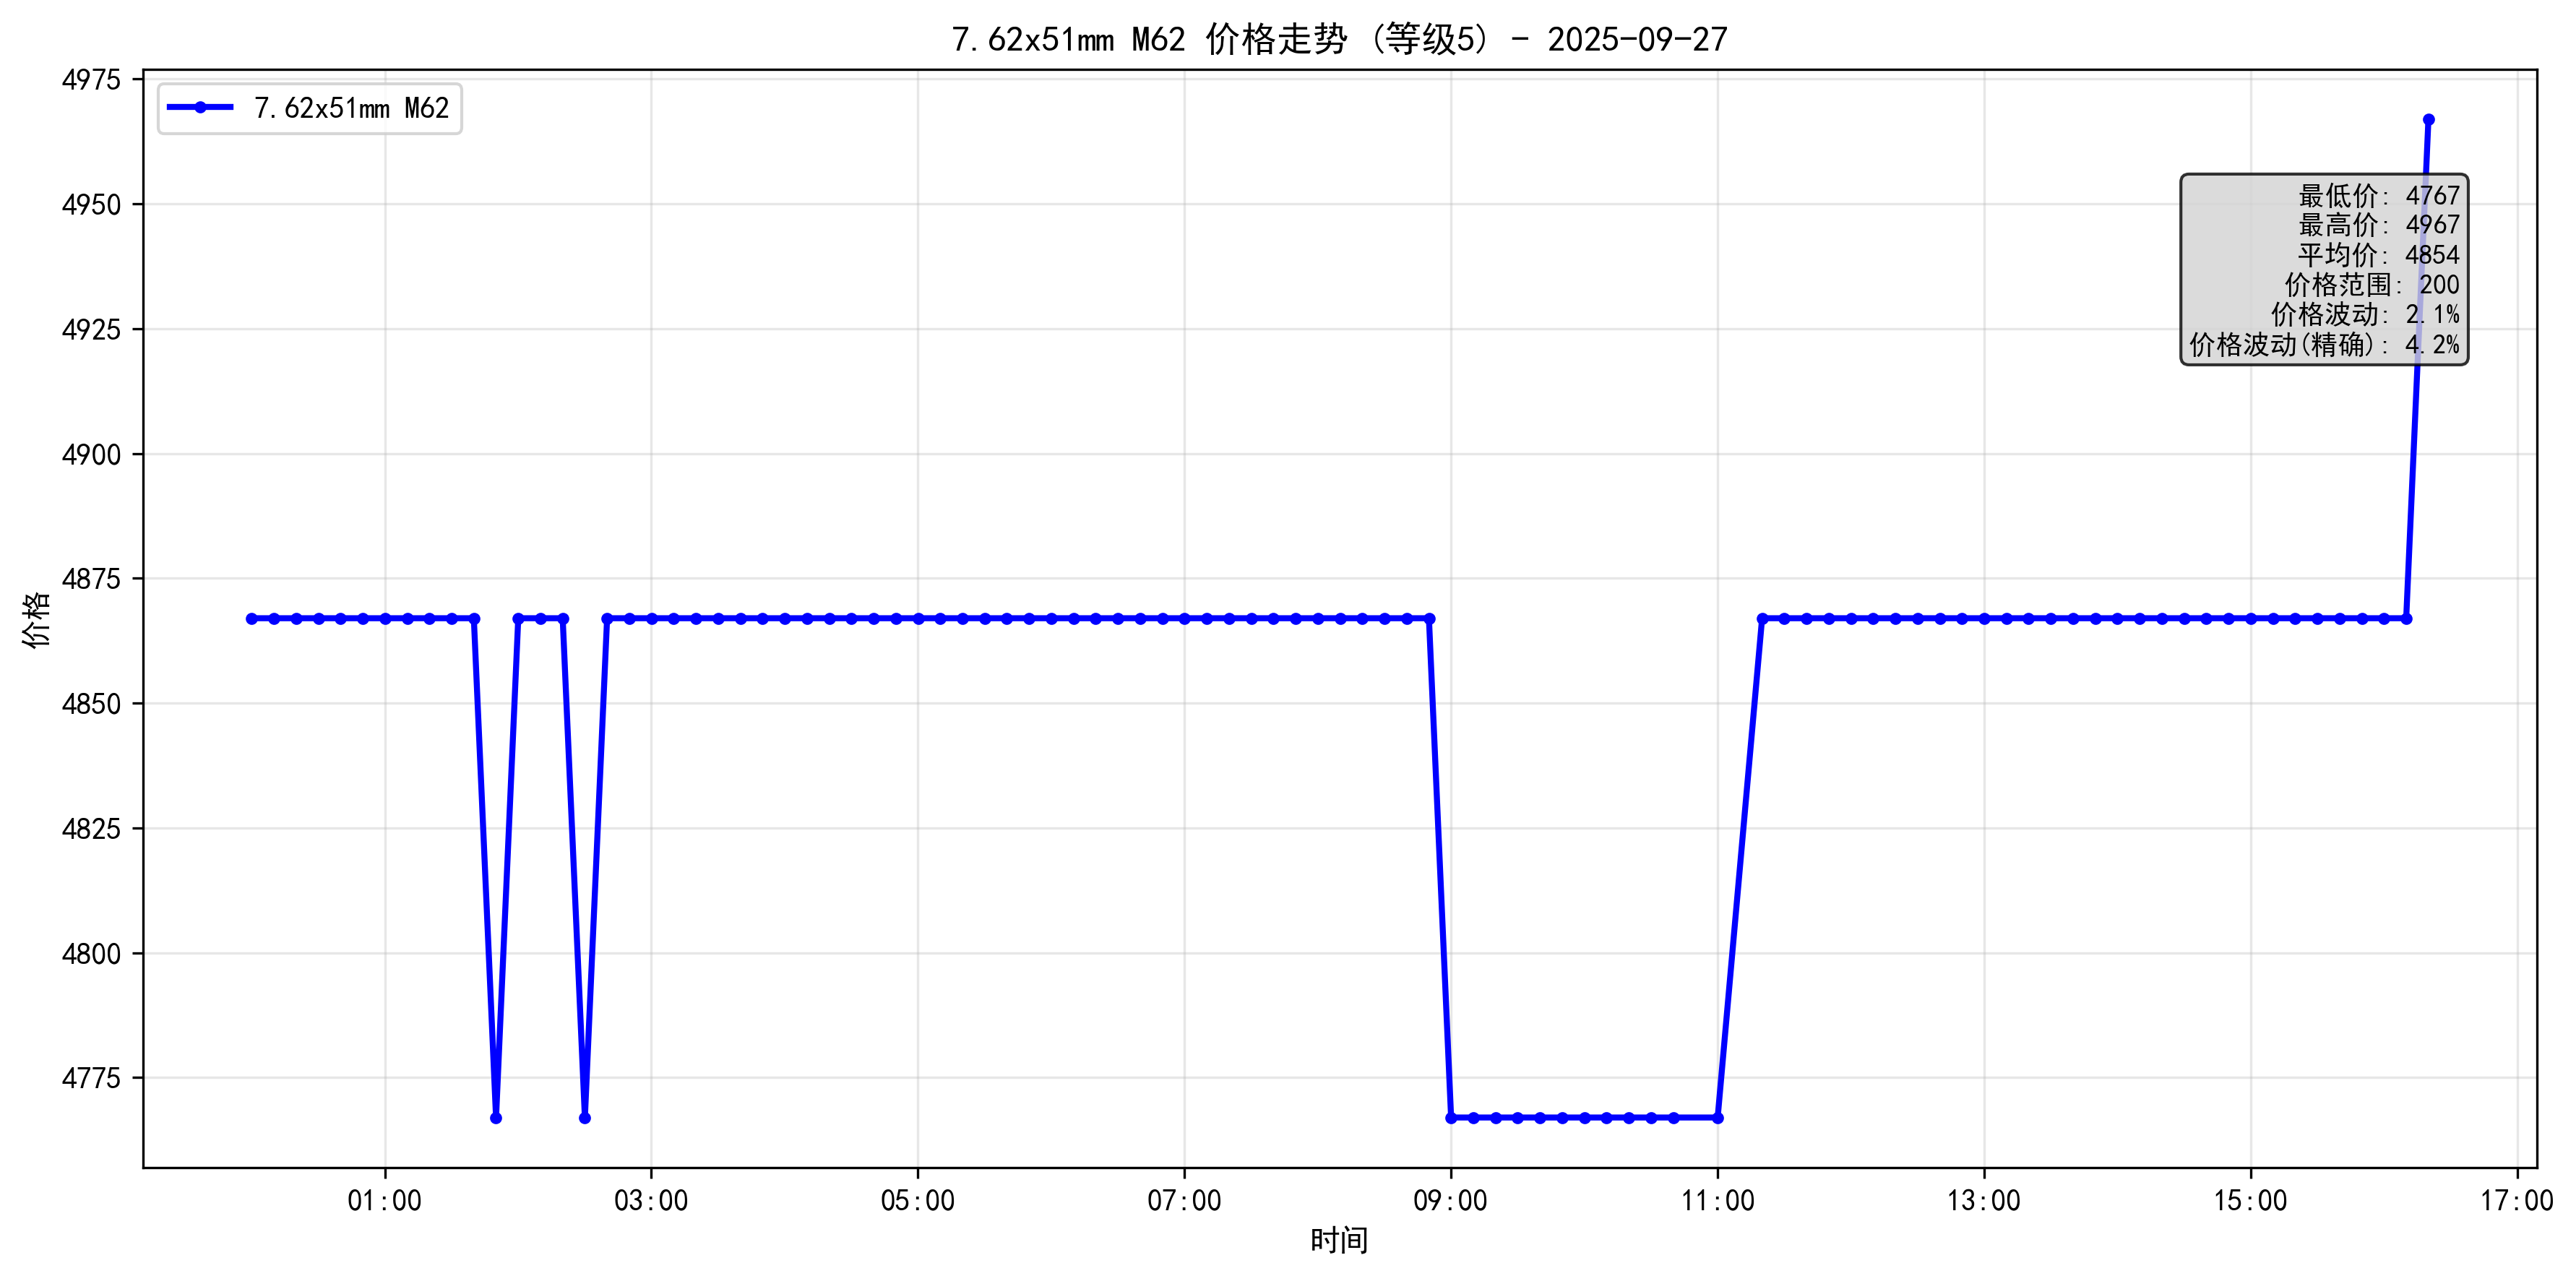 7.62x51mm M62 价格走势 (等级5) - 2025-09-27
7.62x51mm M62
最低价: 4767
最高价: 4967
平均价: 4854
价格范围: 200
价格波动: 2.1%
价格波动(精确): 4.2%
价格
4975
4950
4925
4900
4875
4850
4825
4800
4775
01:00 03:00 05:00 07:00 09:00 11:00 13:00 15:00 17:00
时间